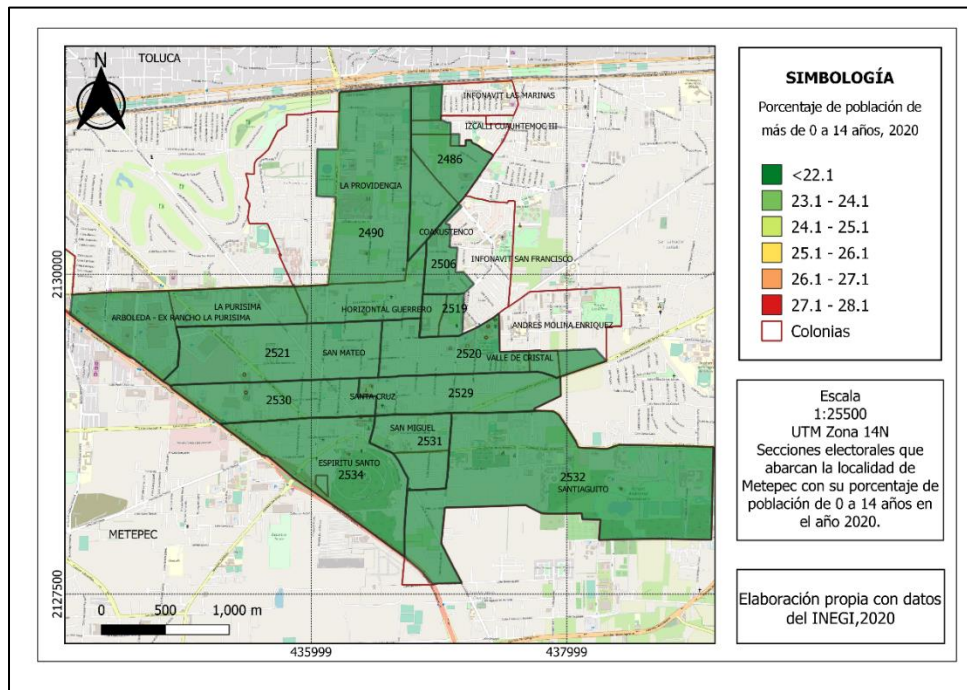 N
TOLUCA
INFONAVIT LAS MARINAS
IZCALLI CUAUHTEMOC III
2486
LA PROVIDENCIA
2490
COAXUSTENCO
2506
INFONAVIT SAN FRANCISCO
2519
LA PURISIMA
HORIZONTAL GUERRERO
ARBOLEDA - EX RANCHO LA PURISIMA
ANDRES MOLINA ENRIQUEZ
2521
SAN MATEO
2520
VALLE DE CRISTAL
2530
SANTA CRUZ
2529
SAN MIGUEL
2531
ESPIRITU SANTO
2534
2532
SANTIAGUITO
METEPEC
2130000
2127500
0 500 1,000 m
435999
437999
SIMBOLOGÍA
Porcentaje de población de
más de 0 a 14 años, 2020
<22.1
23.1 - 24.1
24.1 - 25.1
25.1 - 26.1
26.1 - 27.1
27.1 - 28.1
Colonias
Escala
1:25500
UTM Zona 14N
Secciones electorales que
abarcan la localidad de
Metepec con su porcentaje de
población de 0 a 14 años en
el año 2020.
Elaboración propia con datos
del INEGI,2020